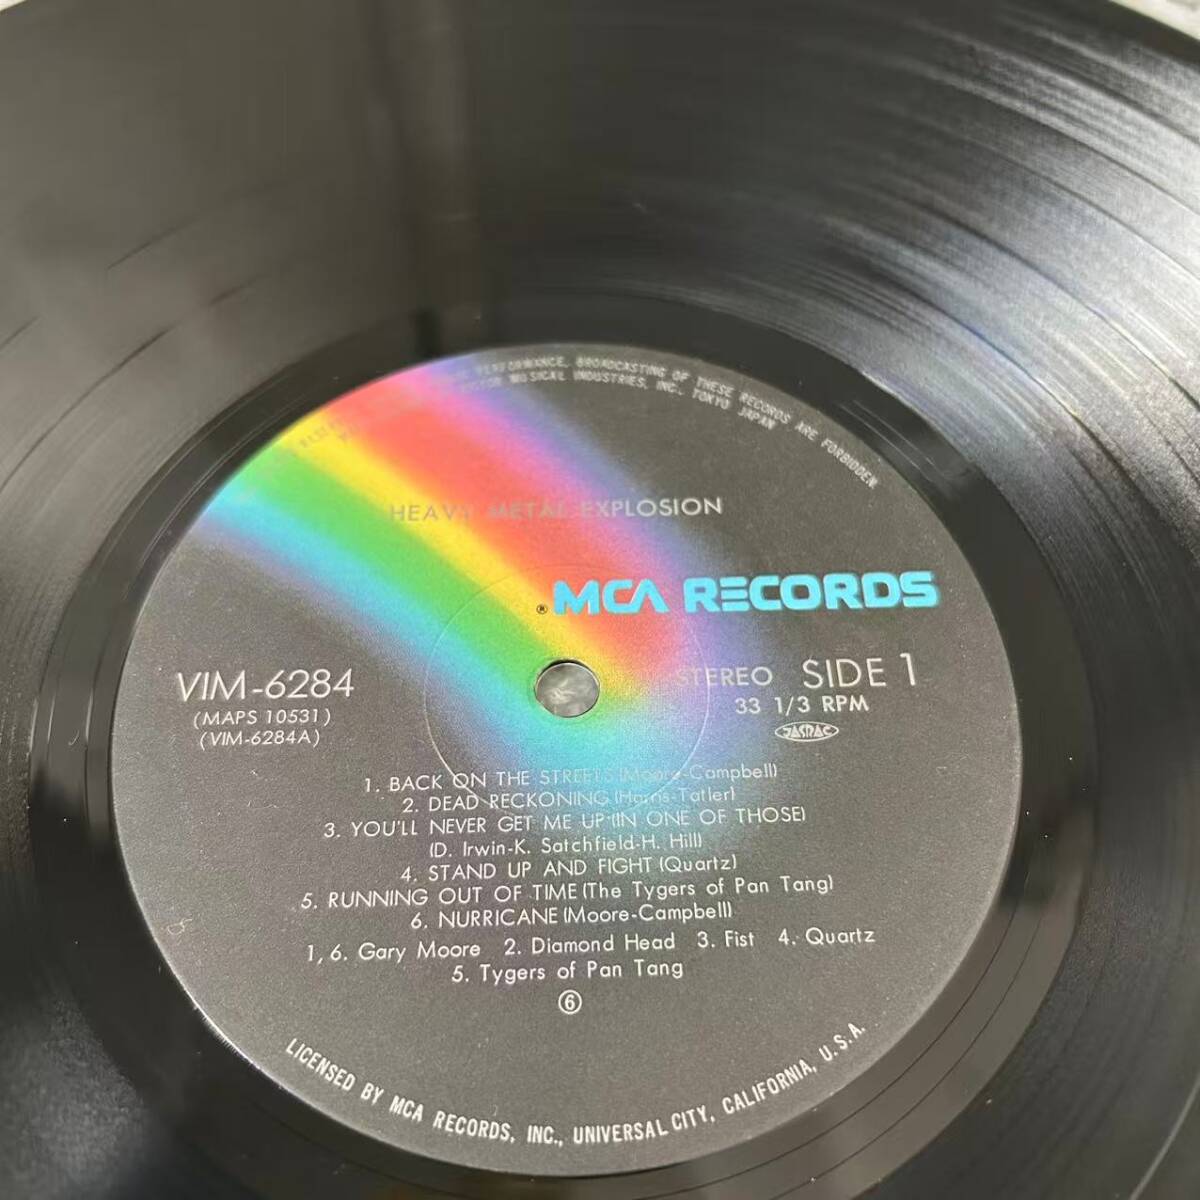 PERFORMANCE, BROADCASTING OF THESE RECORDS ARE FORBIDDEN
MUSICAL INDUSTRIES, INC., TOKYO JAPAN
HEAVY METAL EXPLOSION
® MCA RECORDS
VIM-6284
(MAPS 10531)
(VIM-6284A)
STEREO SIDE 1
33 1/3 RPM
JASRAC
1. BACK ON THE STREETS (Moore-Campbell)
2. DEAD RECKONING (Harris-Tatler)
3. YOU'LL NEVER GET ME UP (IN ONE OF THOSE)
(D. Irwin-K. Satchfield-H. Hill)
4. STAND UP AND FIGHT (Quartz)
5. RUNNING OUT OF TIME (The Tygers of Pan Tang)
6. NURRICANE (Moore-Campbell)
1, 6. Gary Moore 2. Diamond Head 3. Fist 4. Quartz
5. Tygers of Pan Tang
⑥
LICENSED BY MCA RECORDS, INC., UNIVERSAL CITY, CALIFORNIA, U.S.A.